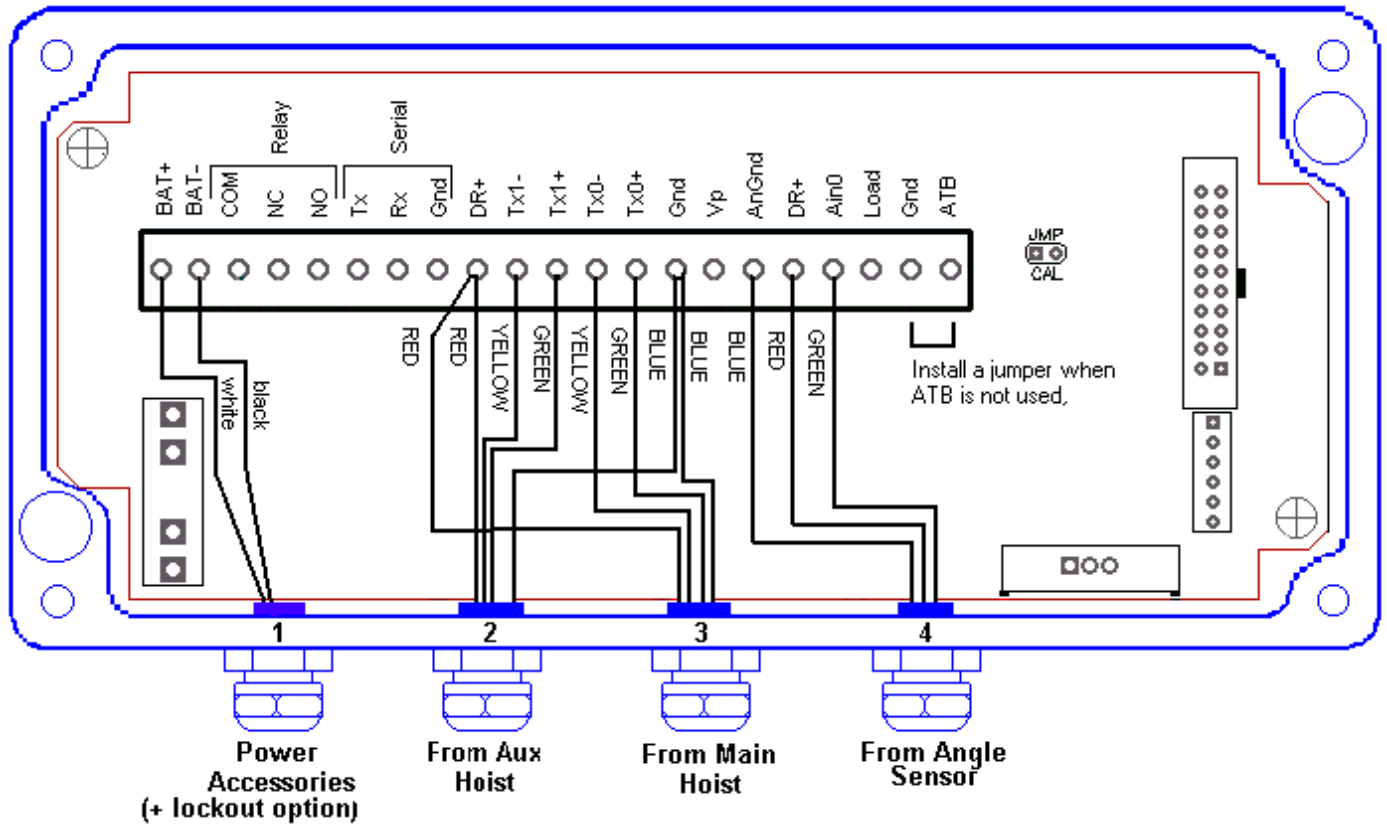 Relay
Serial
BAT+
BAT-
COM
NC
NO
Tx
Rx
Gnd
DR+
Tx1-
Tx1+
Tx0-
Tx0+
Gnd
Vp
AnGnd
DR+
Ain0
Load
Gnd
ATB
JMP
CAL
RED
RED
YELLOW
GREEN
YELLOW
GREEN
BLUE
BLUE
BLUE
RED
GREEN
Install a jumper when
ATB is not used,
white
black
1
2
3
4
Power
Accessories
(+ lockout option)
From Aux
Hoist
From Main
Hoist
From Angle
Sensor